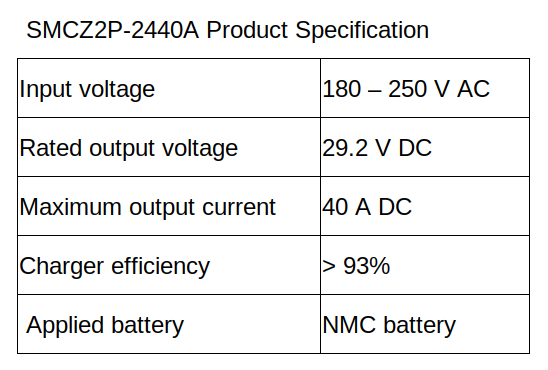 SMCZ2P-2440A Product Specification
Input voltage 180 – 250 V AC
Rated output voltage 29.2 V DC
Maximum output current 40 A DC
Charger efficiency > 93%
Applied battery NMC battery